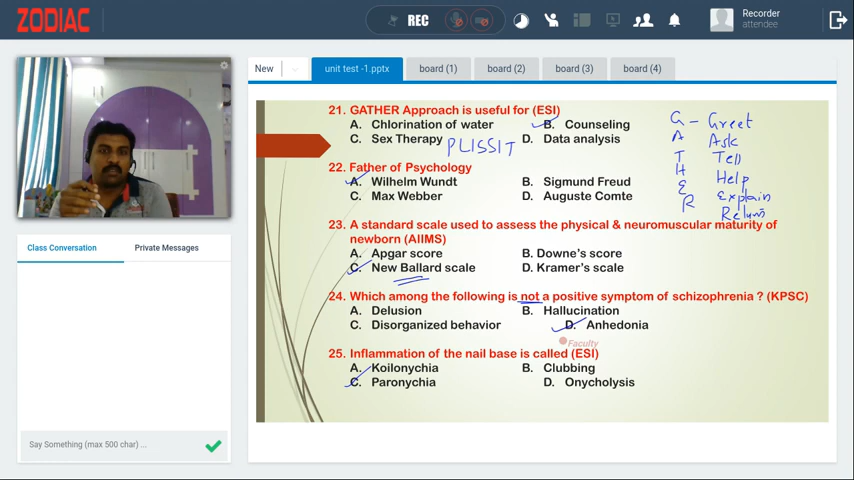 ZODIAC
REC
Recorder
attendee
New
unit test -1.pptx
board (1)
board (2)
board (3)
board (4)
21. GATHER Approach is useful for (ESI)
A. Chlorination of water
B. Counseling
C. Sex Therapy
PLISSIT
D. Data analysis
G - Greet
A Ask
T Tell
H Help
E Explain
R Return
22. Father of Psychology
A. Wilhelm Wundt
B. Sigmund Freud
C. Max Webber
D. Auguste Comte
23. A standard scale used to assess the physical & neuromuscular maturity of
newborn (AIIMS)
A. Apgar score
B. Downe's score
C. New Ballard scale
D. Kramer's scale
24. Which among the following is not a positive symptom of schizophrenia ? (KPSC)
A. Delusion
B. Hallucination
C. Disorganized behavior
D. Anhedonia
Faculty
25. Inflammation of the nail base is called (ESI)
A. Koilonychia
B. Clubbing
C. Paronychia
D. Onycholysis
Class Conversation
Private Messages
Say Something (max 500 char) ...